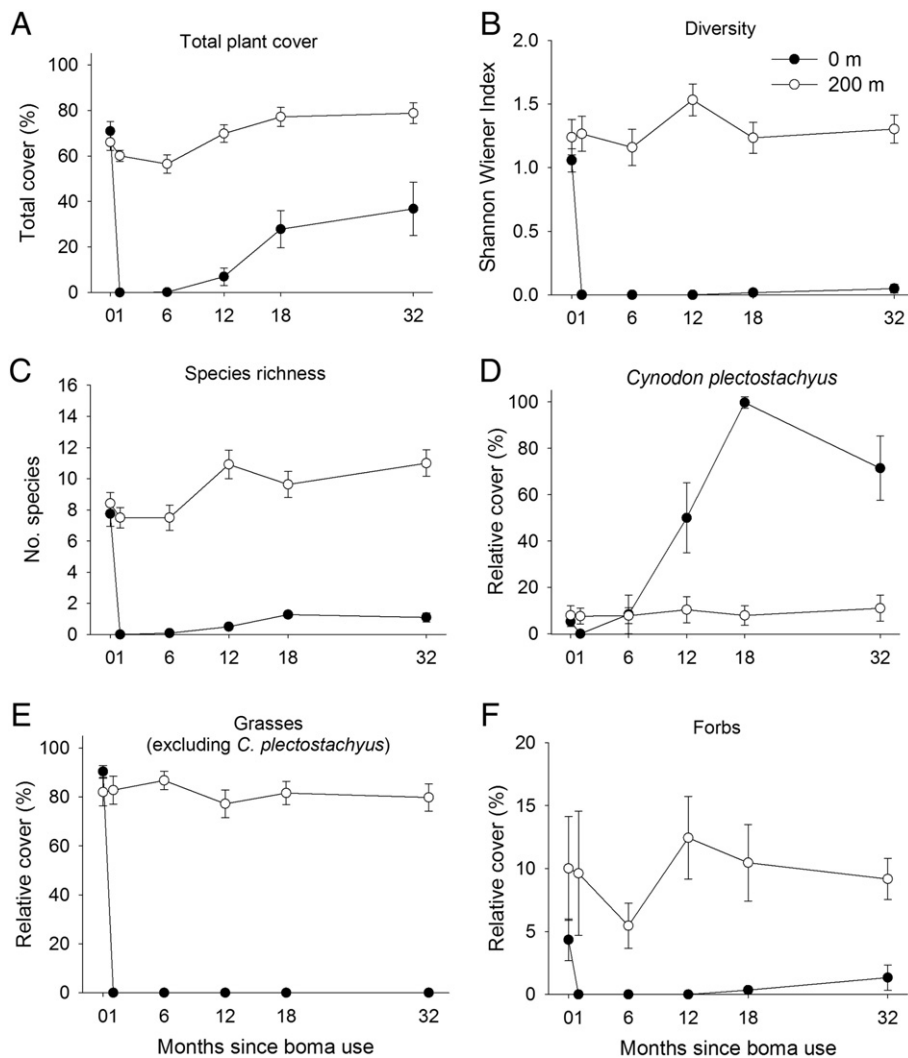 A
Total plant cover
Total cover (%)
100
80
60
40
20
0
01 6 12 18 32
B
Diversity
0 m
200 m
Shannon Wiener Index
2.0
1.5
1.0
0.5
0.0
01 6 12 18 32
C
Species richness
No. species
16
14
12
10
8
6
4
2
0
01 6 12 18 32
D
Cynodon plectostachyus
Relative cover (%)
100
80
60
40
20
0
01 6 12 18 32
E
Grasses
(excluding C. plectostachyus)
Relative cover (%)
100
80
60
40
20
0
01 6 12 18 32
Months since boma use
F
Forbs
Relative cover (%)
20
15
10
5
0
01 6 12 18 32
Months since boma use